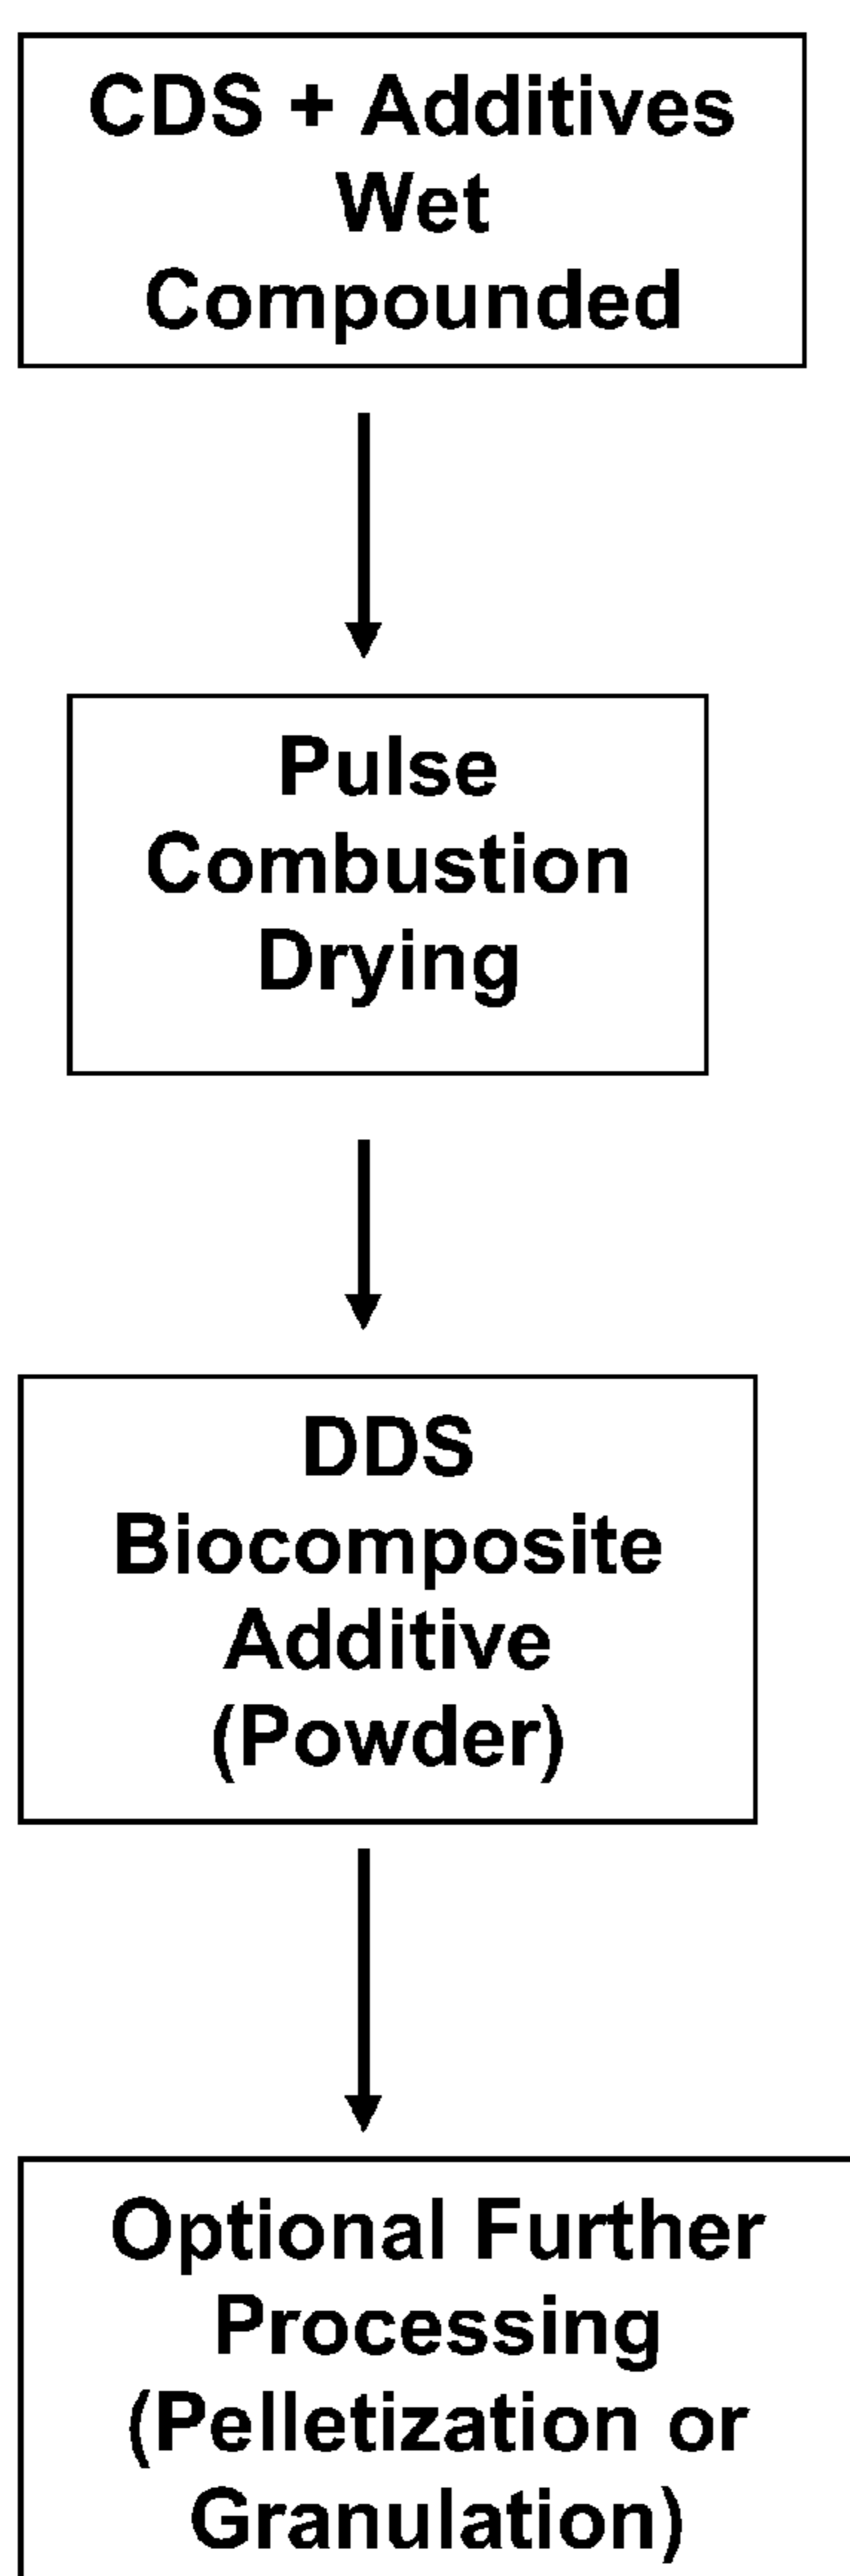 CDS + Additives
Wet
Compounded
Pulse
Combustion
Drying
DDS
Biocomposite
Additive
(Powder)
Optional Further
Processing
(Pelletization or
Granulation)